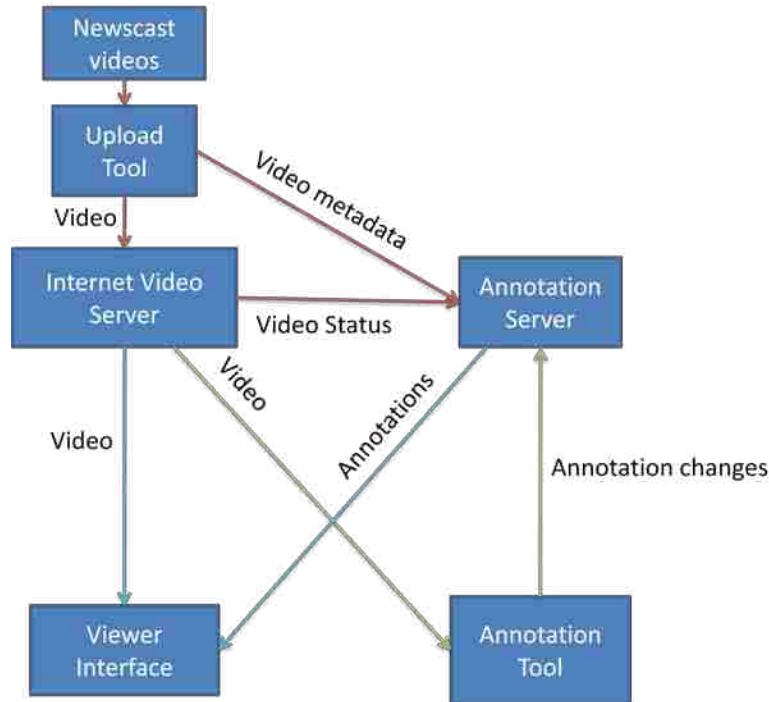 Newscast
videos
Upload
Tool
Video metadata
Video
Internet Video
Server
Annotation
Server
Video Status
Video
Annotations
Video
Annotation changes
Viewer
Interface
Annotation
Tool